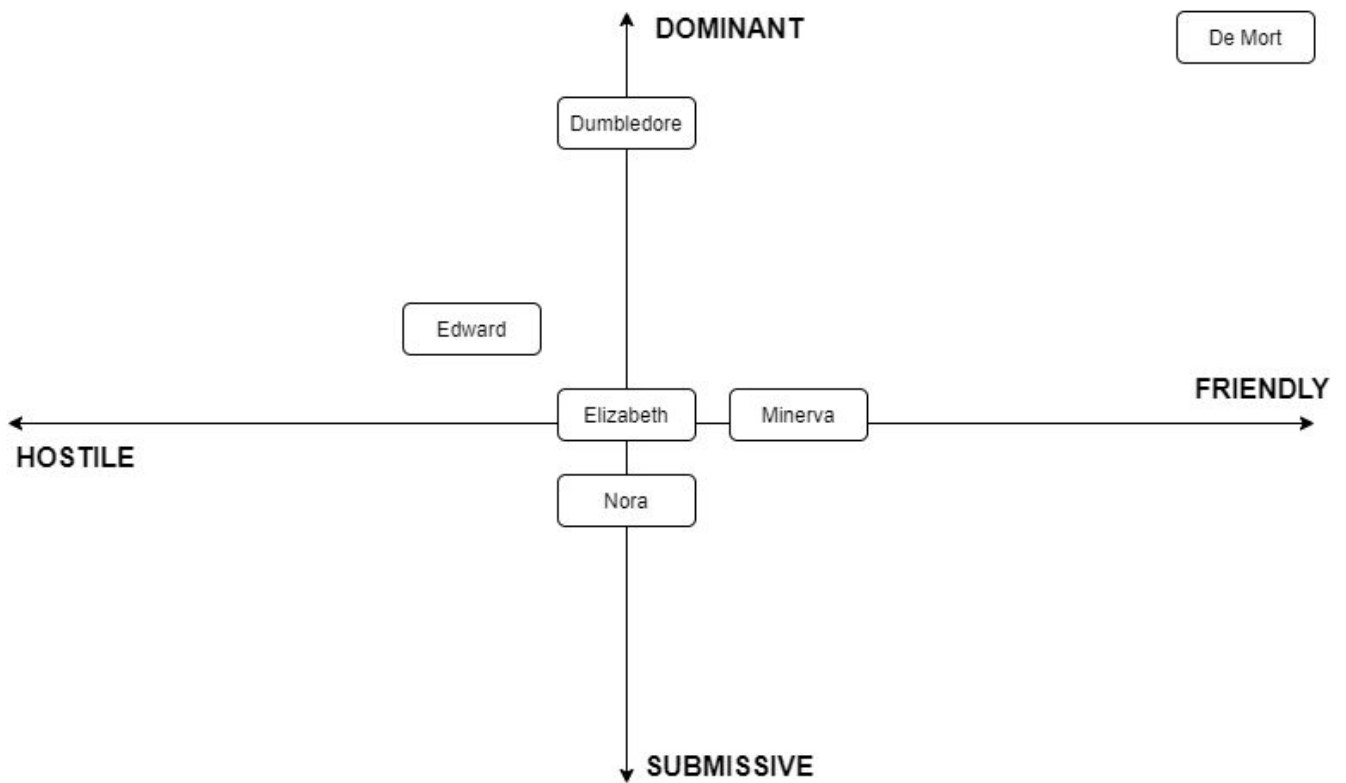 DOMINANT
De Mort
Dumbledore
Edward
FRIENDLY
Elizabeth
Minerva
HOSTILE
Nora
SUBMISSIVE